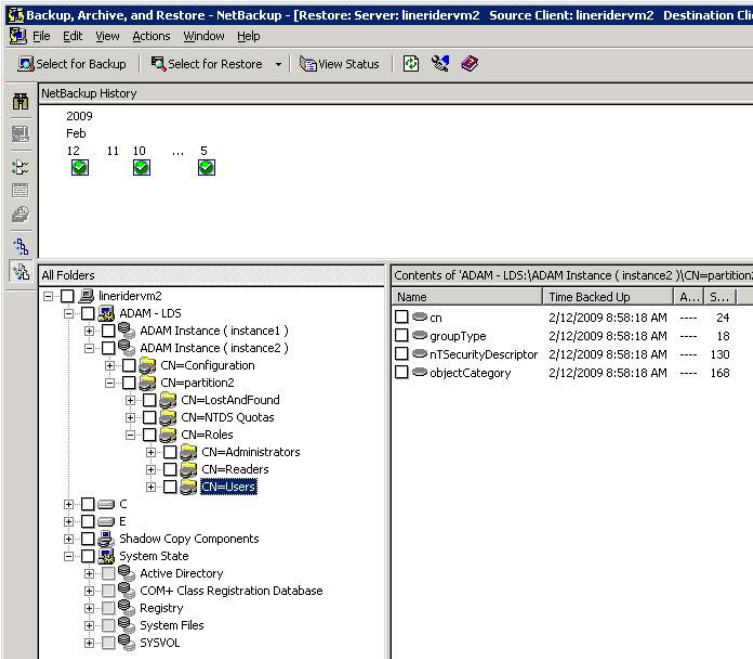 Backup, Archive, and Restore - NetBackup - [Restore: Server: lineridervm2 Source Client: lineridervm2 Destination Cli
File Edit View Actions Window Help
Select for Backup Select for Restore View Status
NetBackup History
2009
Feb
12 11 10 ... 5
All Folders
lineridervm2
ADAM - LDS
ADAM Instance ( instance1 )
ADAM Instance ( instance2 )
CN=Configuration
CN=partition2
CN=LostAndFound
CN=NTDS Quotas
CN=Roles
CN=Administrators
CN=Readers
CN=Users
C
E
Shadow Copy Components
System State
Active Directory
COM+ Class Registration Database
Registry
System Files
SYSVOL
Contents of 'ADAM - LDS:\ADAM Instance ( instance2 )\CN=partition2
Name Time Backed Up A... S...
cn 2/12/2009 8:58:18 AM ---- 24
groupType 2/12/2009 8:58:18 AM ---- 18
nTSecurityDescriptor 2/12/2009 8:58:18 AM ---- 130
objectCategory 2/12/2009 8:58:18 AM ---- 168